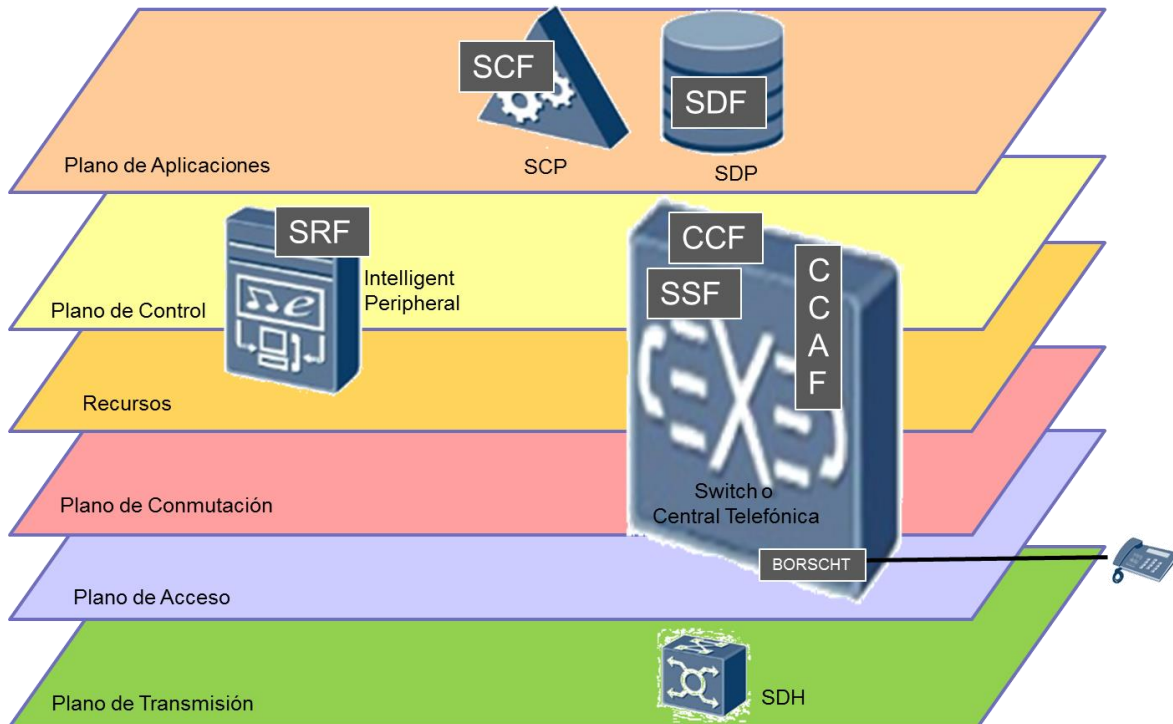 SCF
SDF
Plano de Aplicaciones
SCP
SDP
SRF
CCF
SSF
C
C
A
F
Intelligent
Peripheral
Plano de Control
Recursos
Plano de Conmutación
Switch o
Central Telefónica
BORSCHT
Plano de Acceso
SDH
Plano de Transmisión